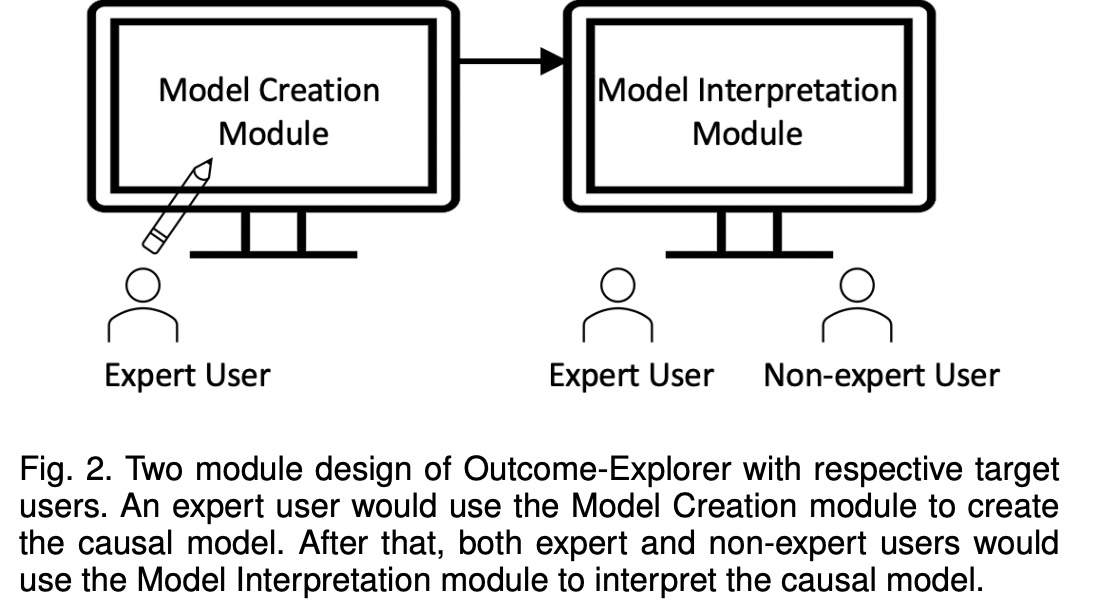 Model Creation
Module
Model Interpretation
Module
Expert User
Expert User
Non-expert User
Fig. 2. Two module design of Outcome-Explorer with respective target
users. An expert user would use the Model Creation module to create
the causal model. After that, both expert and non-expert users would
use the Model Interpretation module to interpret the causal model.